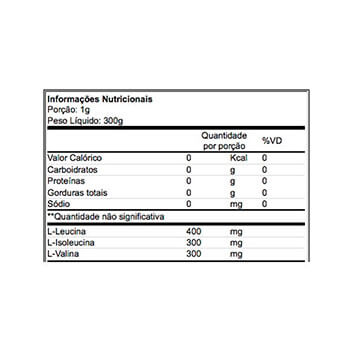 Informações Nutricionais
Porção: 1g
Peso Líquido: 300g
Quantidade por porção %VD
Valor Calórico 0 Kcal 0
Carboidratos 0 g 0
Proteínas 0 g 0
Gorduras totais 0 g 0
Sódio 0 mg 0
**Quantidade não significativa
L-Leucina 400 mg
L-Isoleucina 300 mg
L-Valina 300 mg